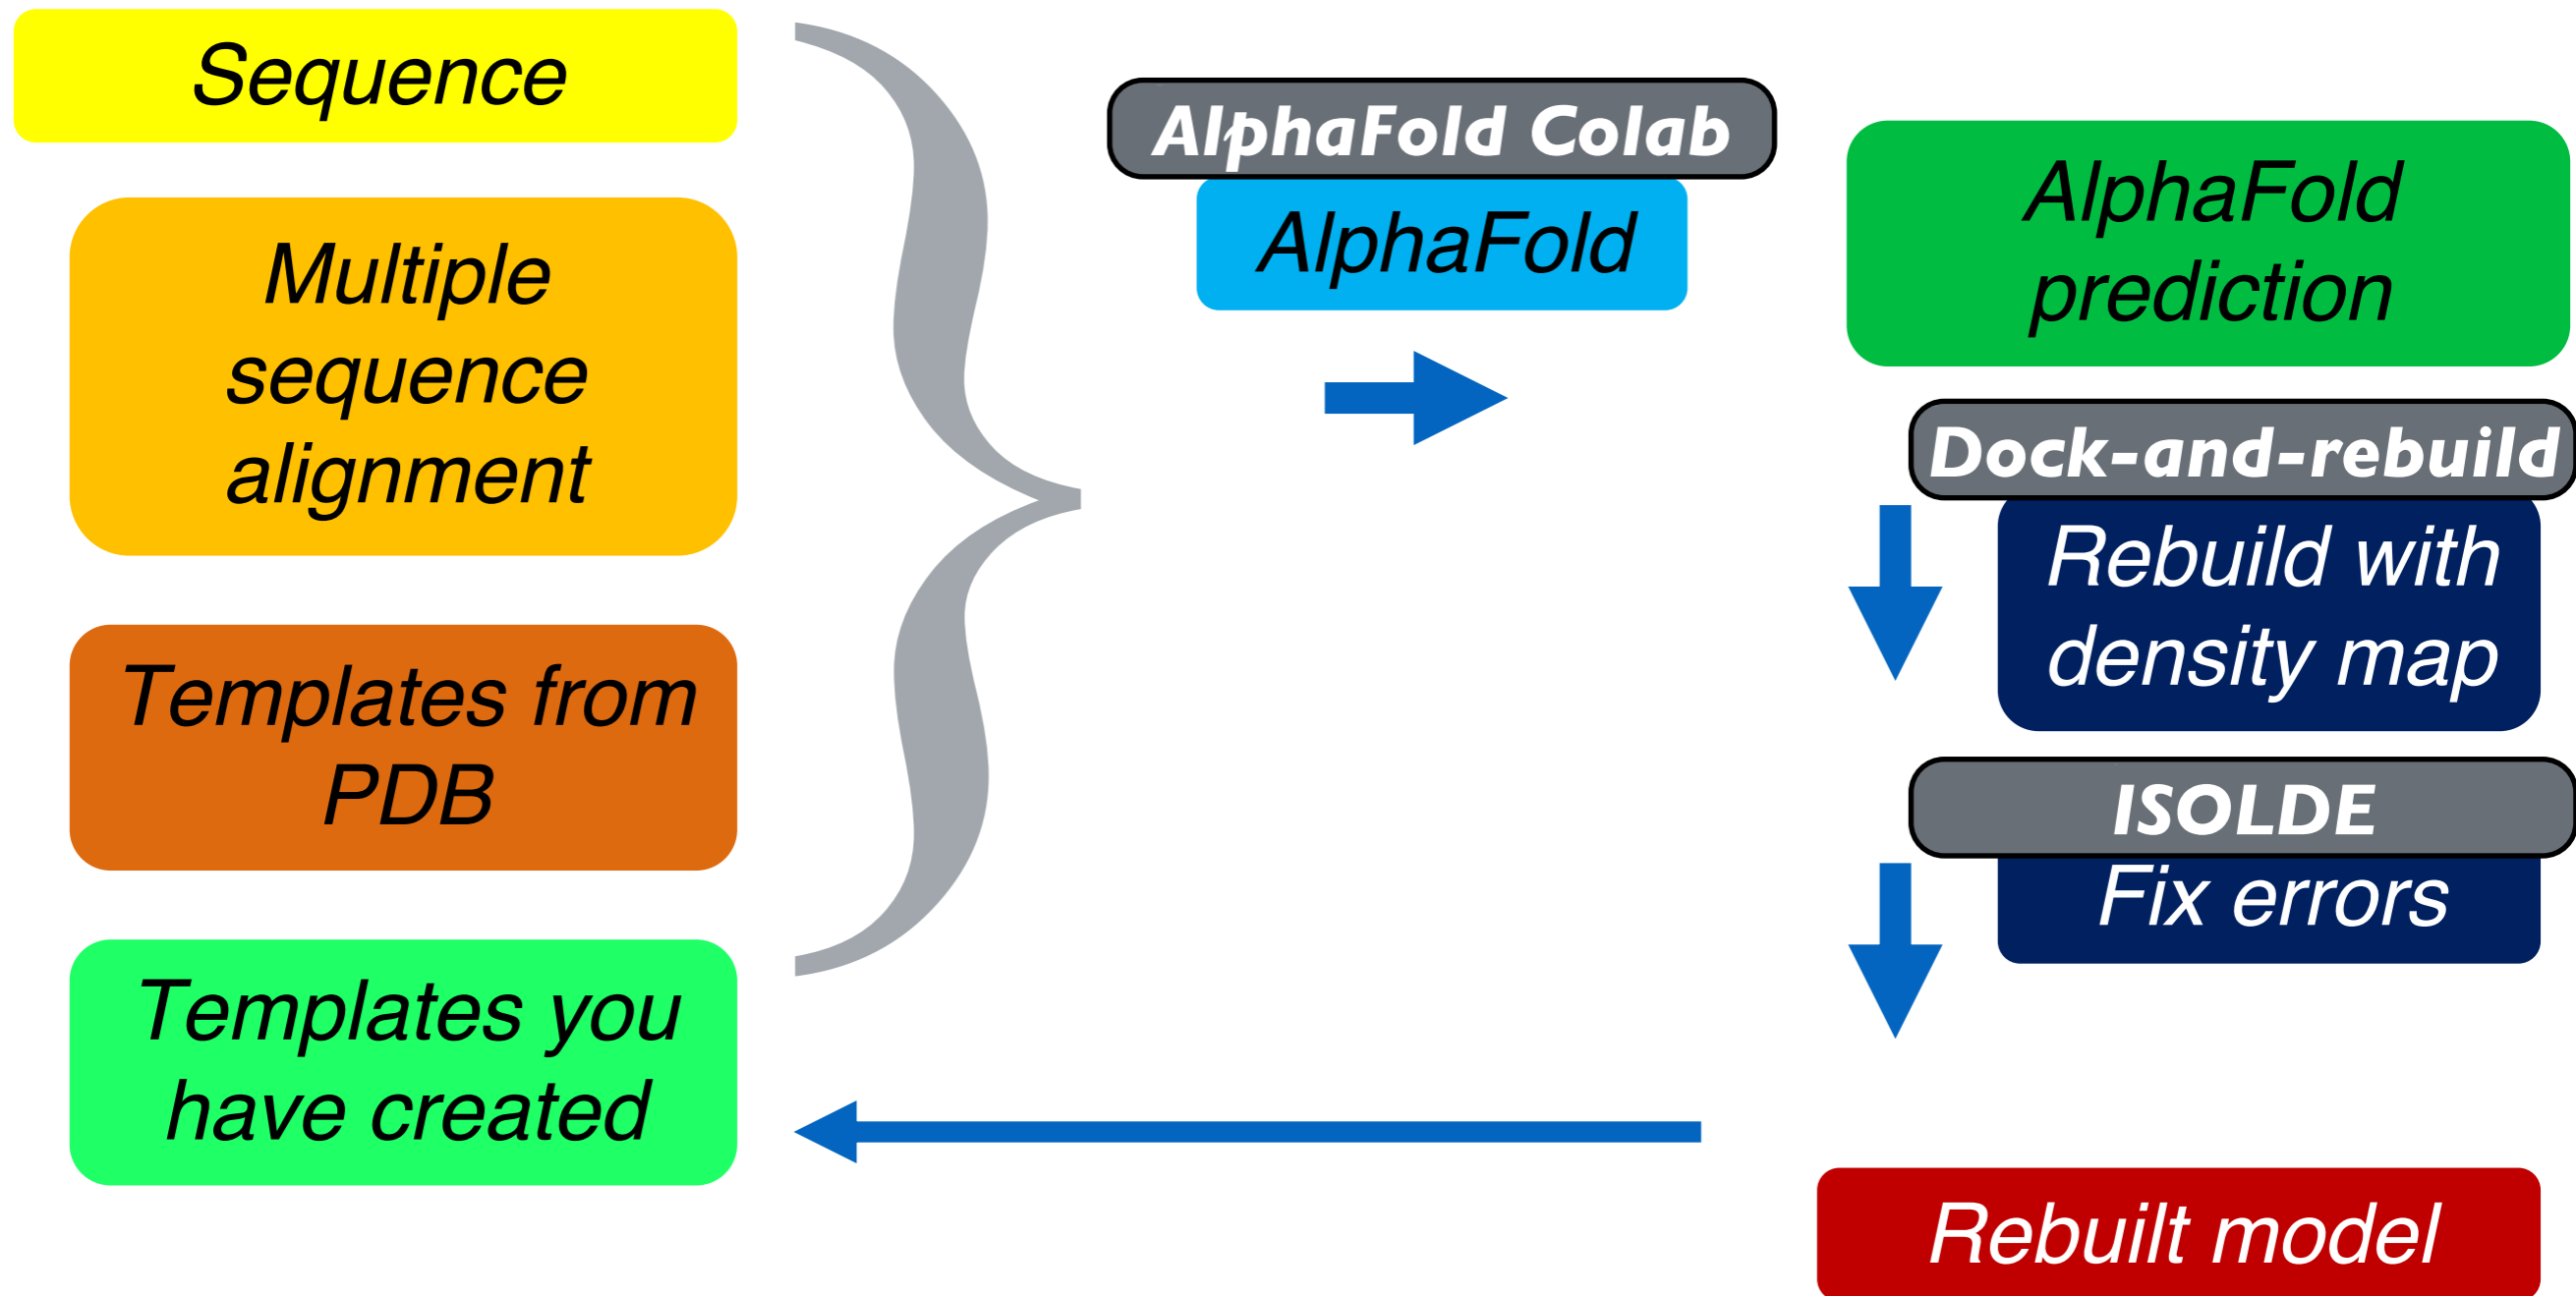 Sequence
Multiple
sequence
alignment
Templates from
PDB
Templates you
have created
AlphaFold Colab
AlphaFold
AlphaFold
prediction
Dock-and-rebuild
Rebuild with
density map
ISOLDE
Fix errors
Rebuilt model